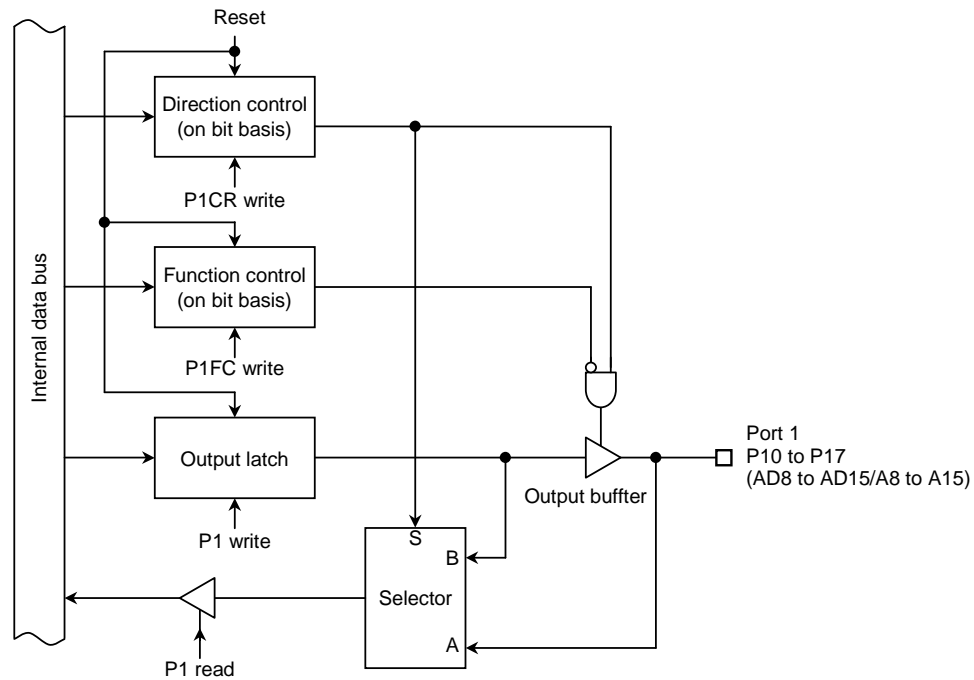 Reset
Direction control
(on bit basis)
P1CR write
Function control
(on bit basis)
P1FC write
Internal data bus
Output latch
P1 write
Output buffter
Port 1
P10 to P17
(AD8 to AD15/A8 to A15)
S
B
Selector
A
P1 read